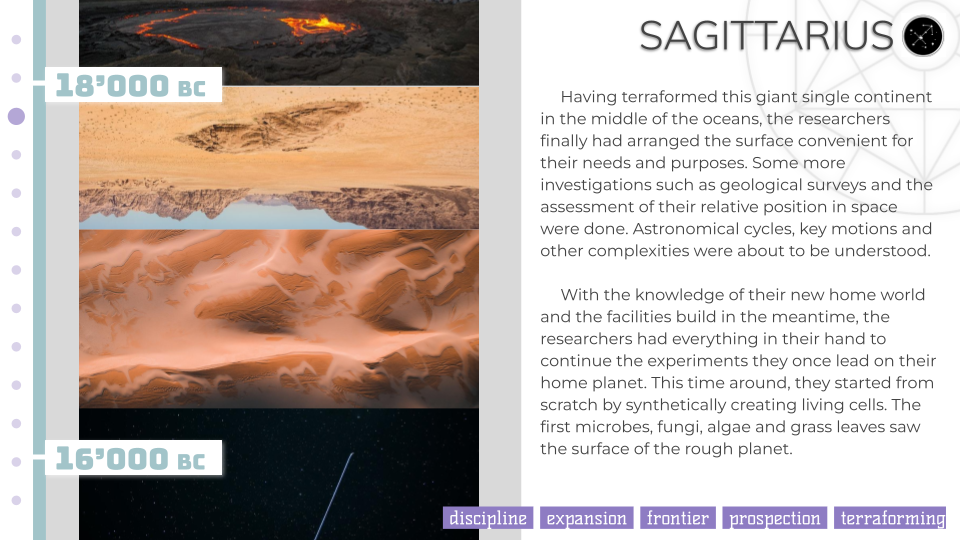 SAGITTARIUS
18’000 BC
16’000 BC
Having terraformed this giant single continent
in the middle of the oceans, the researchers
finally had arranged the surface convenient for
their needs and purposes. Some more
investigations such as geological surveys and the
assessment of their relative position in space
were done. Astronomical cycles, key motions and
other complexities were about to be understood.
With the knowledge of their new home world
and the facilities build in the meantime, the
researchers had everything in their hand to
continue the experiments they once lead on their
home planet. This time around, they started from
scratch by synthetically creating living cells. The
first microbes, fungi, algae and grass leaves saw
the surface of the rough planet.
discipline expansion frontier prospection terraforming